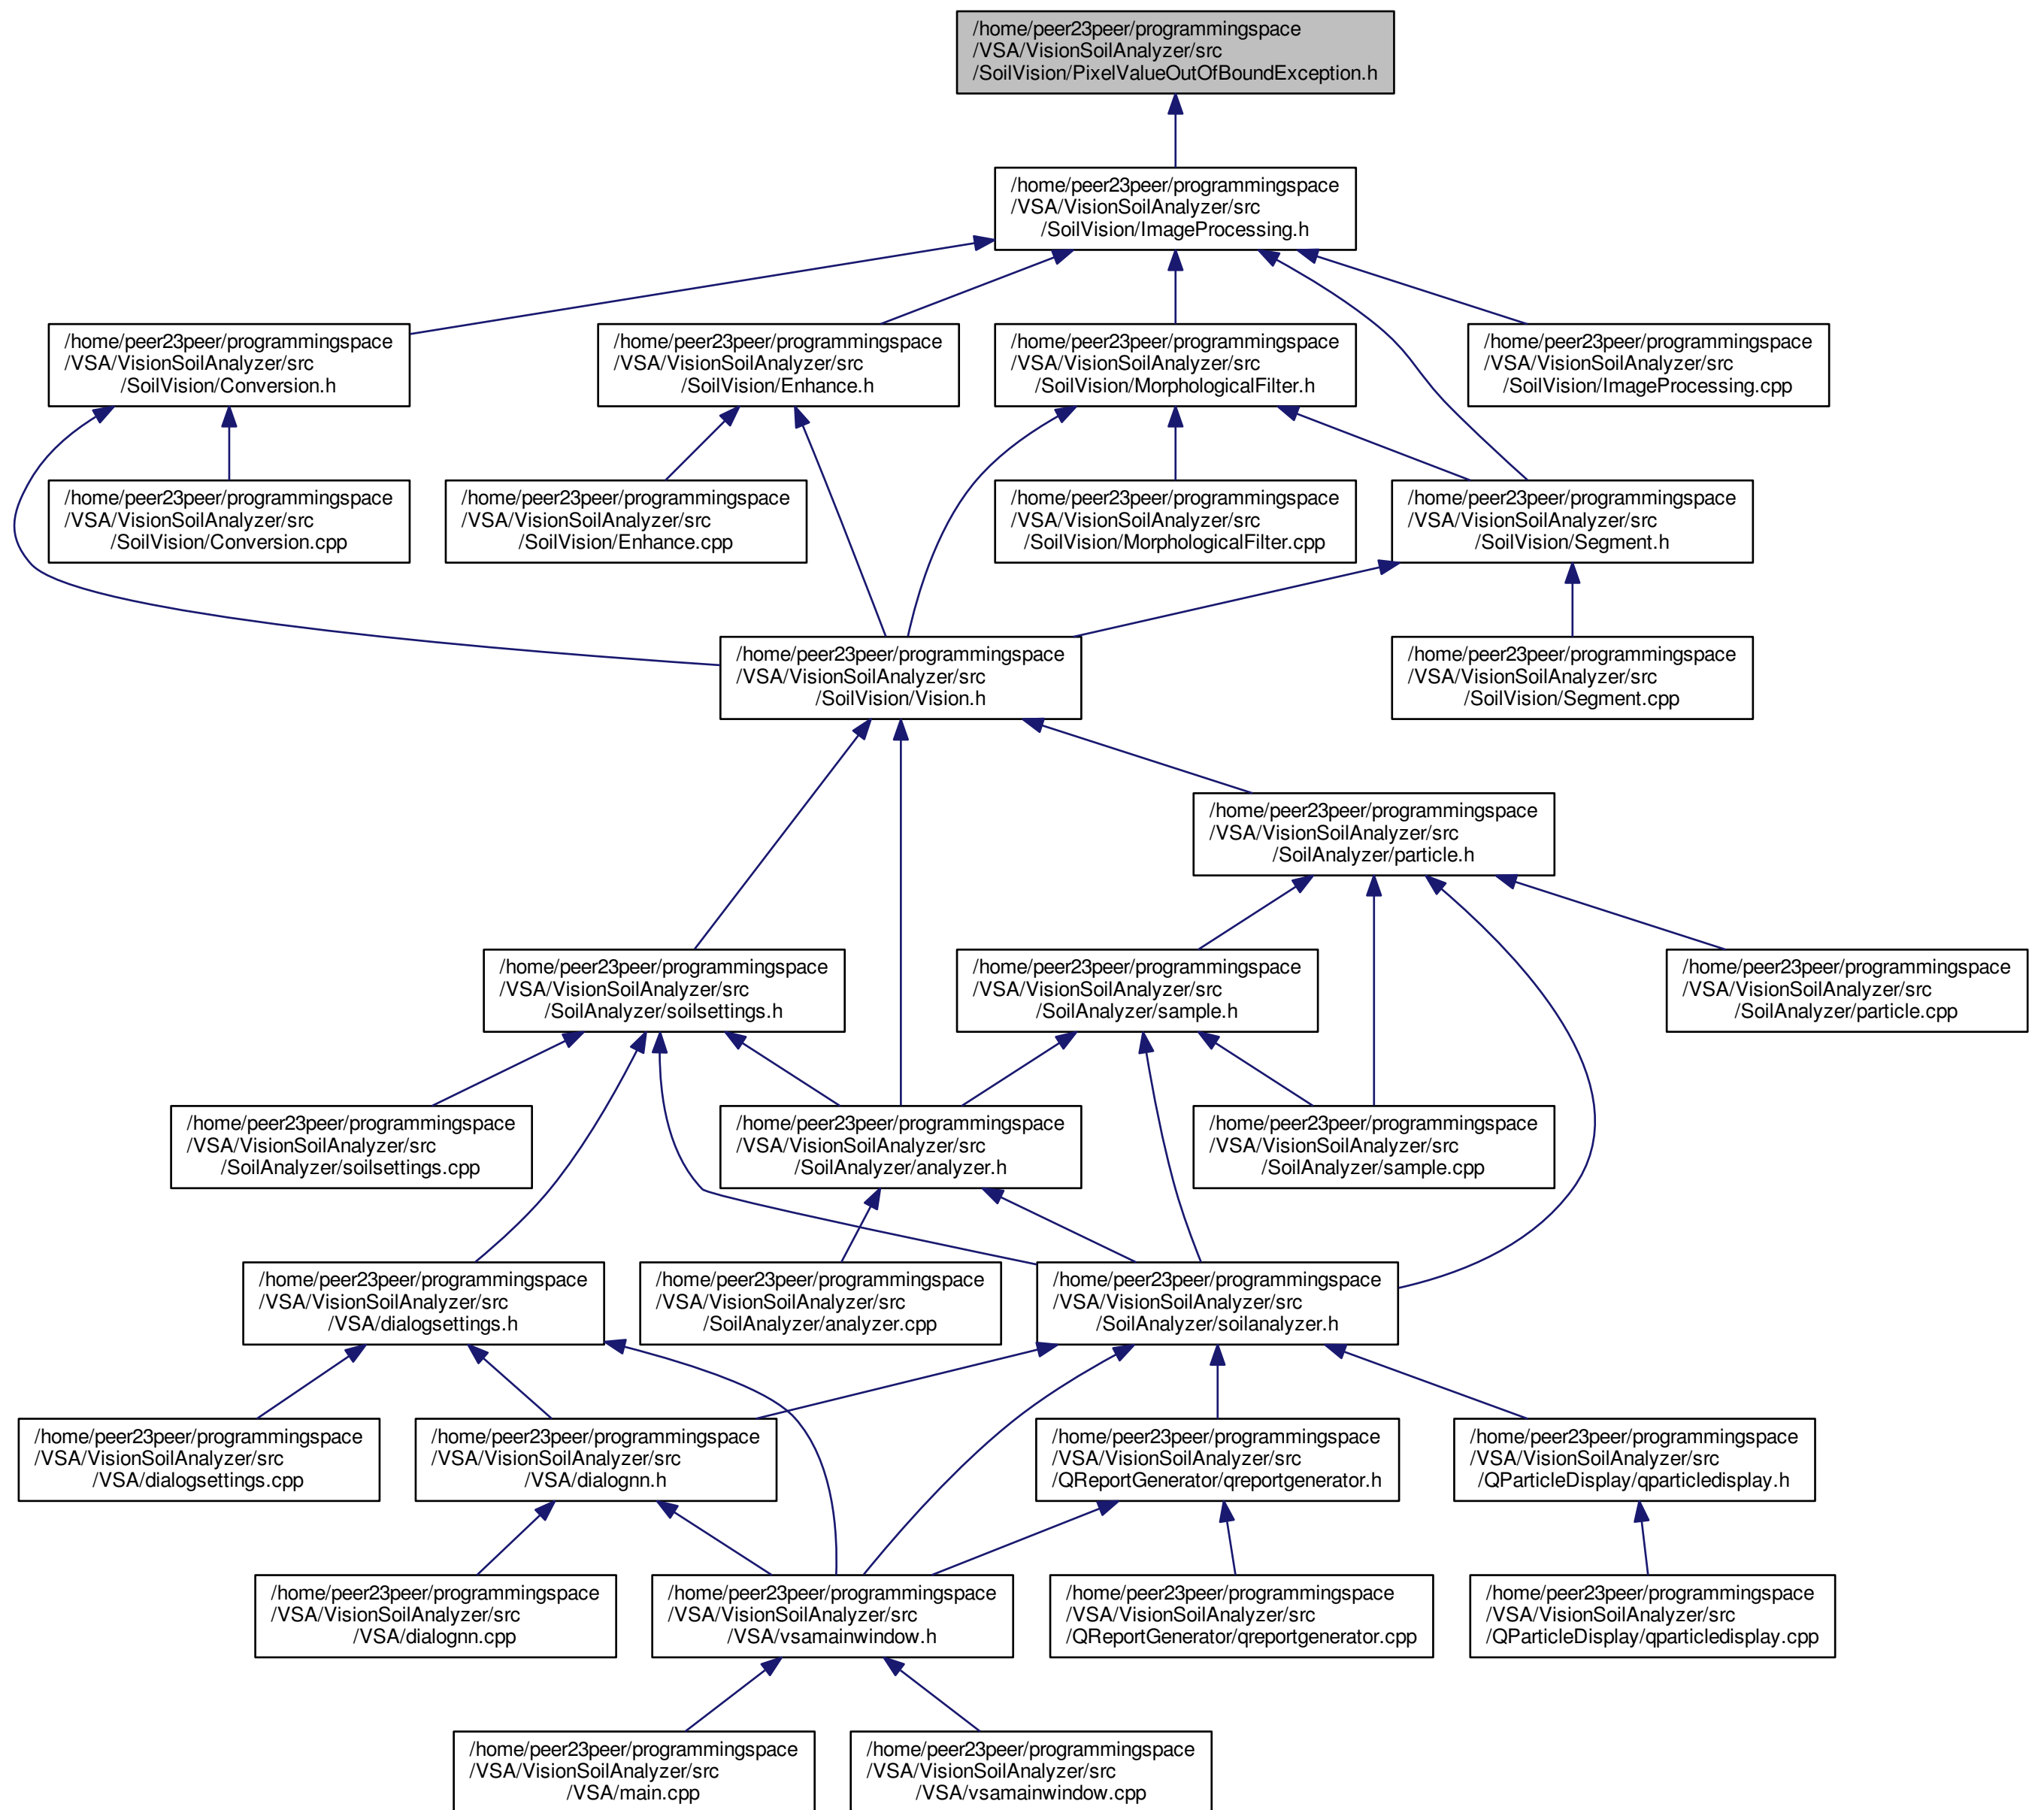 /home/peer23peer/programmingspace
/VSA/VisionSoilAnalyzer/src
/SoilVision/PixelValueOutOfBoundException.h
/home/peer23peer/programmingspace
/VSA/VisionSoilAnalyzer/src
/SoilVision/ImageProcessing.h
/home/peer23peer/programmingspace
/VSA/VisionSoilAnalyzer/src
/SoilVision/Conversion.h
/home/peer23peer/programmingspace
/VSA/VisionSoilAnalyzer/src
/SoilVision/Enhance.h
/home/peer23peer/programmingspace
/VSA/VisionSoilAnalyzer/src
/SoilVision/MorphologicalFilter.h
/home/peer23peer/programmingspace
/VSA/VisionSoilAnalyzer/src
/SoilVision/ImageProcessing.cpp
/home/peer23peer/programmingspace
/VSA/VisionSoilAnalyzer/src
/SoilVision/Conversion.cpp
/home/peer23peer/programmingspace
/VSA/VisionSoilAnalyzer/src
/SoilVision/Enhance.cpp
/home/peer23peer/programmingspace
/VSA/VisionSoilAnalyzer/src
/SoilVision/MorphologicalFilter.cpp
/home/peer23peer/programmingspace
/VSA/VisionSoilAnalyzer/src
/SoilVision/Segment.h
/home/peer23peer/programmingspace
/VSA/VisionSoilAnalyzer/src
/SoilVision/Vision.h
/home/peer23peer/programmingspace
/VSA/VisionSoilAnalyzer/src
/SoilVision/Segment.cpp
/home/peer23peer/programmingspace
/VSA/VisionSoilAnalyzer/src
/SoilAnalyzer/particle.h
/home/peer23peer/programmingspace
/VSA/VisionSoilAnalyzer/src
/SoilAnalyzer/soilsettings.h
/home/peer23peer/programmingspace
/VSA/VisionSoilAnalyzer/src
/SoilAnalyzer/sample.h
/home/peer23peer/programmingspace
/VSA/VisionSoilAnalyzer/src
/SoilAnalyzer/particle.cpp
/home/peer23peer/programmingspace
/VSA/VisionSoilAnalyzer/src
/SoilAnalyzer/soilsettings.cpp
/home/peer23peer/programmingspace
/VSA/VisionSoilAnalyzer/src
/SoilAnalyzer/analyzer.h
/home/peer23peer/programmingspace
/VSA/VisionSoilAnalyzer/src
/SoilAnalyzer/sample.cpp
/home/peer23peer/programmingspace
/VSA/VisionSoilAnalyzer/src
/VSA/dialogsettings.h
/home/peer23peer/programmingspace
/VSA/VisionSoilAnalyzer/src
/SoilAnalyzer/analyzer.cpp
/home/peer23peer/programmingspace
/VSA/VisionSoilAnalyzer/src
/SoilAnalyzer/soilanalyzer.h
/home/peer23peer/programmingspace
/VSA/VisionSoilAnalyzer/src
/VSA/dialogsettings.cpp
/home/peer23peer/programmingspace
/VSA/VisionSoilAnalyzer/src
/VSA/dialognn.h
/home/peer23peer/programmingspace
/VSA/VisionSoilAnalyzer/src
/QReportGenerator/qreportgenerator.h
/home/peer23peer/programmingspace
/VSA/VisionSoilAnalyzer/src
/QParticleDisplay/qparticledisplay.h
/home/peer23peer/programmingspace
/VSA/VisionSoilAnalyzer/src
/VSA/dialognn.cpp
/home/peer23peer/programmingspace
/VSA/VisionSoilAnalyzer/src
/VSA/vsamainwindow.h
/home/peer23peer/programmingspace
/VSA/VisionSoilAnalyzer/src
/QReportGenerator/qreportgenerator.cpp
/home/peer23peer/programmingspace
/VSA/VisionSoilAnalyzer/src
/QParticleDisplay/qparticledisplay.cpp
/home/peer23peer/programmingspace
/VSA/VisionSoilAnalyzer/src
/VSA/main.cpp
/home/peer23peer/programmingspace
/VSA/VisionSoilAnalyzer/src
/VSA/vsamainwindow.cpp